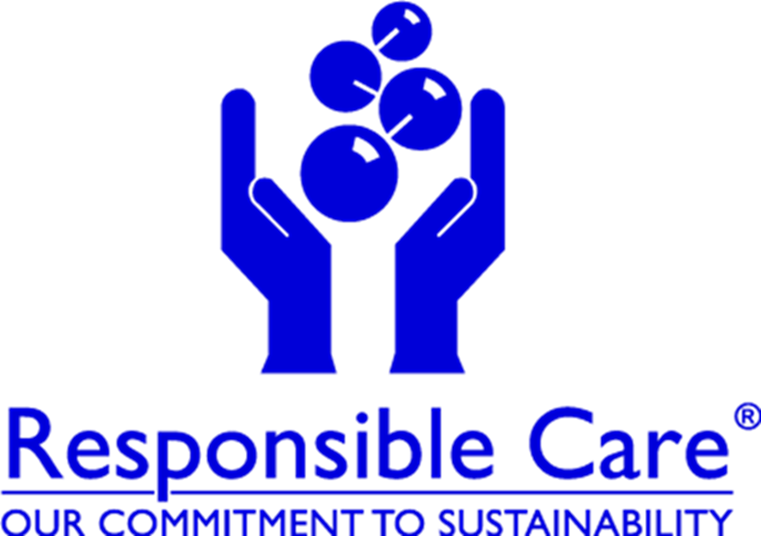 Responsible Care®
OUR COMMITMENT TO SUSTAINABILITY